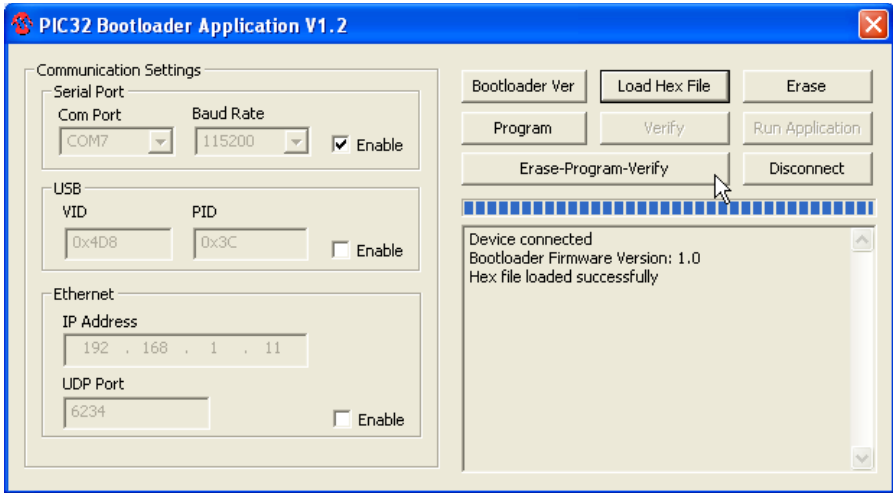 PIC32 Bootloader Application V1.2
Communication Settings
Serial Port
Com Port Baud Rate
COM7 115200 Enable
USB
VID PID
0x4D8 0x3C Enable
Ethernet
IP Address
192 . 168 . 1 . 11
UDP Port
6234 Enable
Bootloader Ver Load Hex File Erase
Program Verify Run Application
Erase-Program-Verify Disconnect
Device connected
Bootloader Firmware Version: 1.0
Hex file loaded successfully